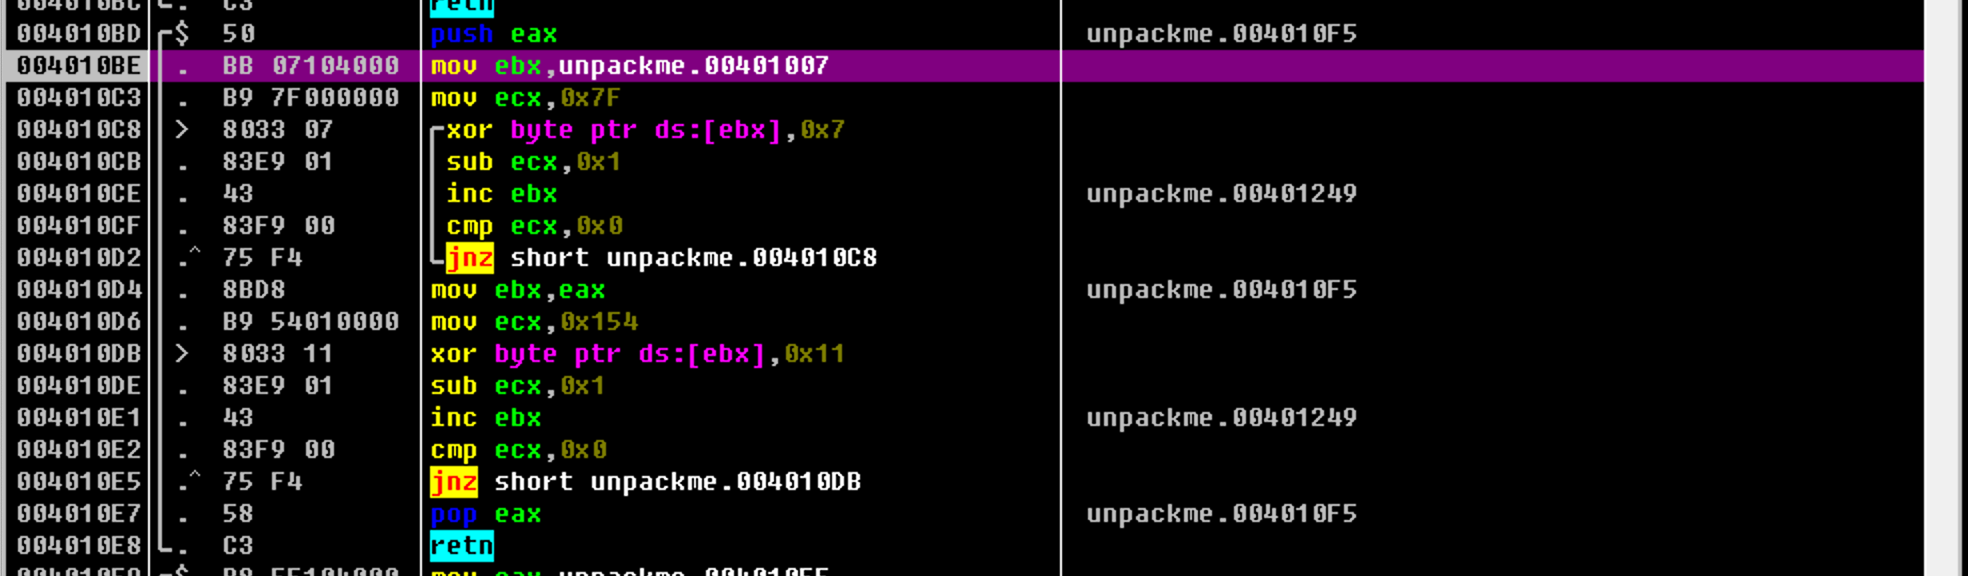 004010BC . C3 retn
004010BD $ 50 push eax unpackme.004010F5
004010BE . BB 07104000 mov ebx,unpackme.00401007
004010C3 . B9 7F000000 mov ecx,0x7F
004010C8 > 8033 07 xor byte ptr ds:[ebx],0x7
004010CB . 83E9 01 sub ecx,0x1
004010CE . 43 inc ebx unpackme.00401249
004010CF . 83F9 00 cmp ecx,0x0
004010D2 .^ 75 F4 jnz short unpackme.004010C8
004010D4 . 8BD8 mov ebx,eax unpackme.004010F5
004010D6 . B9 54010000 mov ecx,0x154
004010DB > 8033 11 xor byte ptr ds:[ebx],0x11
004010DE . 83E9 01 sub ecx,0x1
004010E1 . 43 inc ebx unpackme.00401249
004010E2 . 83F9 00 cmp ecx,0x0
004010E5 .^ 75 F4 jnz short unpackme.004010DB
004010E7 . 58 pop eax unpackme.004010F5
004010E8 . C3 retn
004010E9 $ mov eax,unpackme.